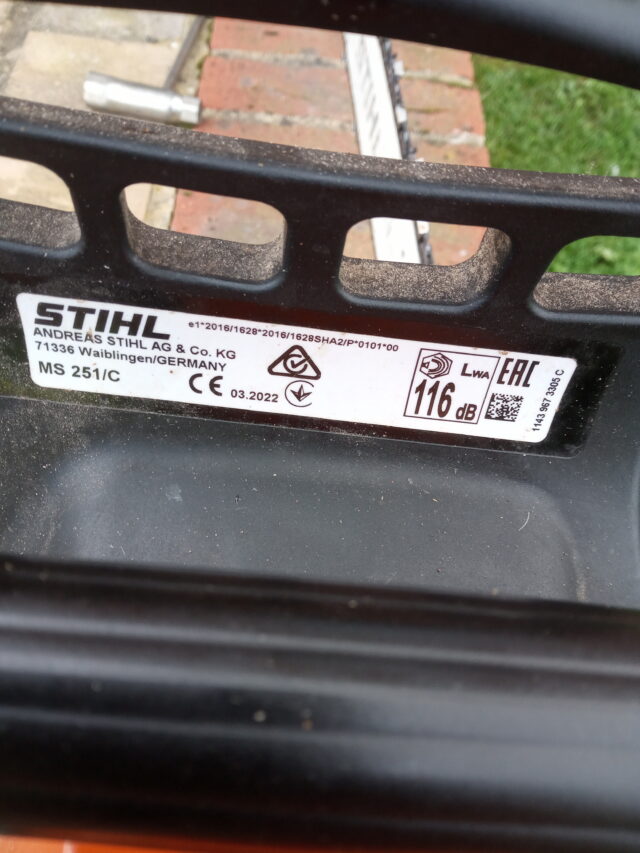 STIHL
e1*2016/1628*2016/1628SHA2/P*0101*00
ANDREAS STIHL AG & Co. KG
71336 Waiblingen/GERMANY
MS 251/C
CE 03.2022
LWA
116 dB
EAC
1143 967 3305 C